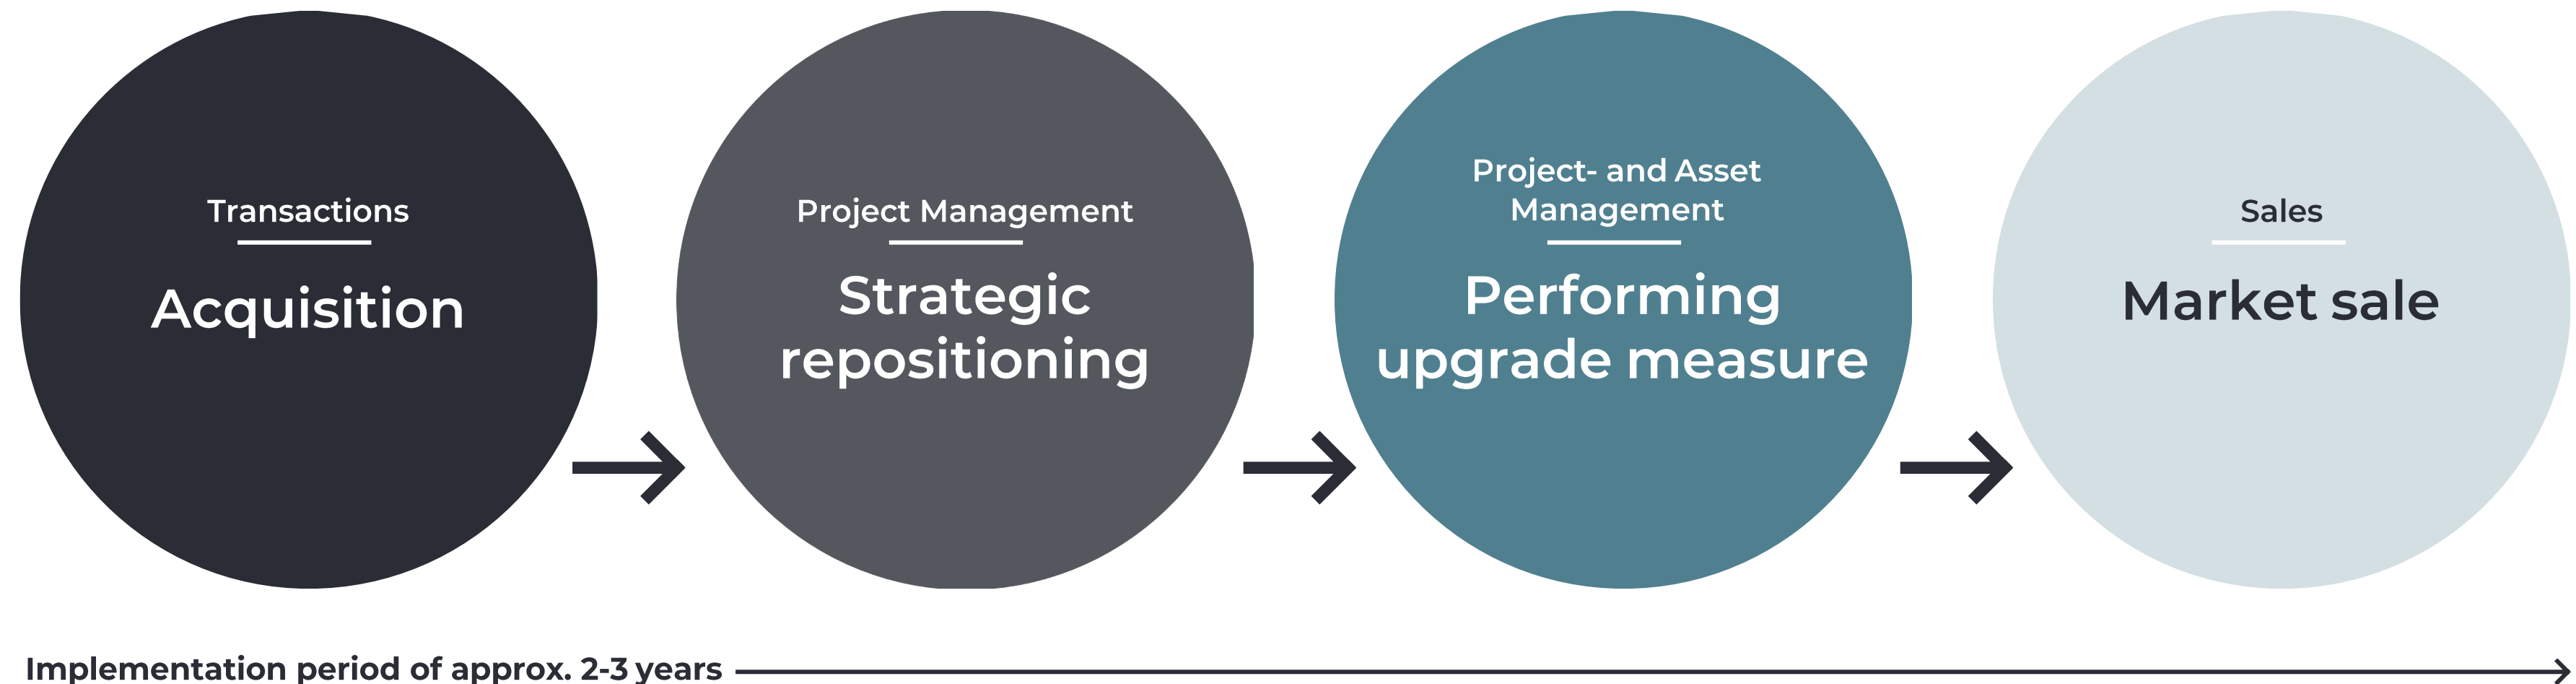 Transactions
Acquisition
Project Management
Strategic
repositioning
Project- and Asset
Management
Performing
upgrade measure
Sales
Market sale
Implementation period of approx. 2-3 years